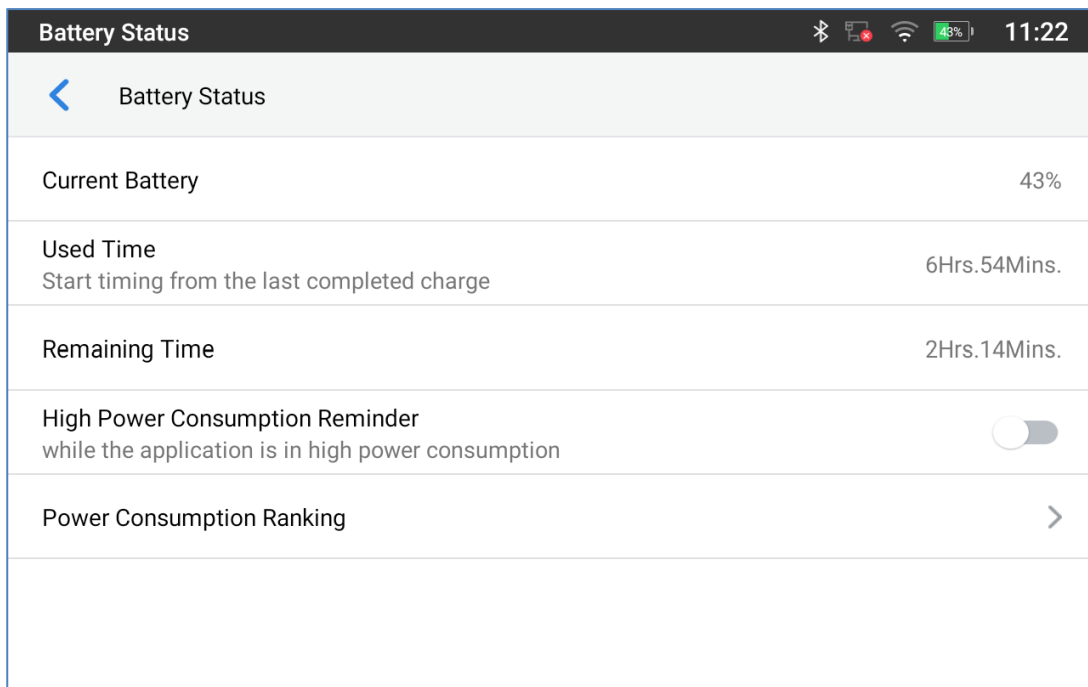 Battery Status
43%
11:22
Battery Status
Current Battery
43%
Used Time
Start timing from the last completed charge
6Hrs.54Mins.
Remaining Time
2Hrs.14Mins.
High Power Consumption Reminder
while the application is in high power consumption
Power Consumption Ranking